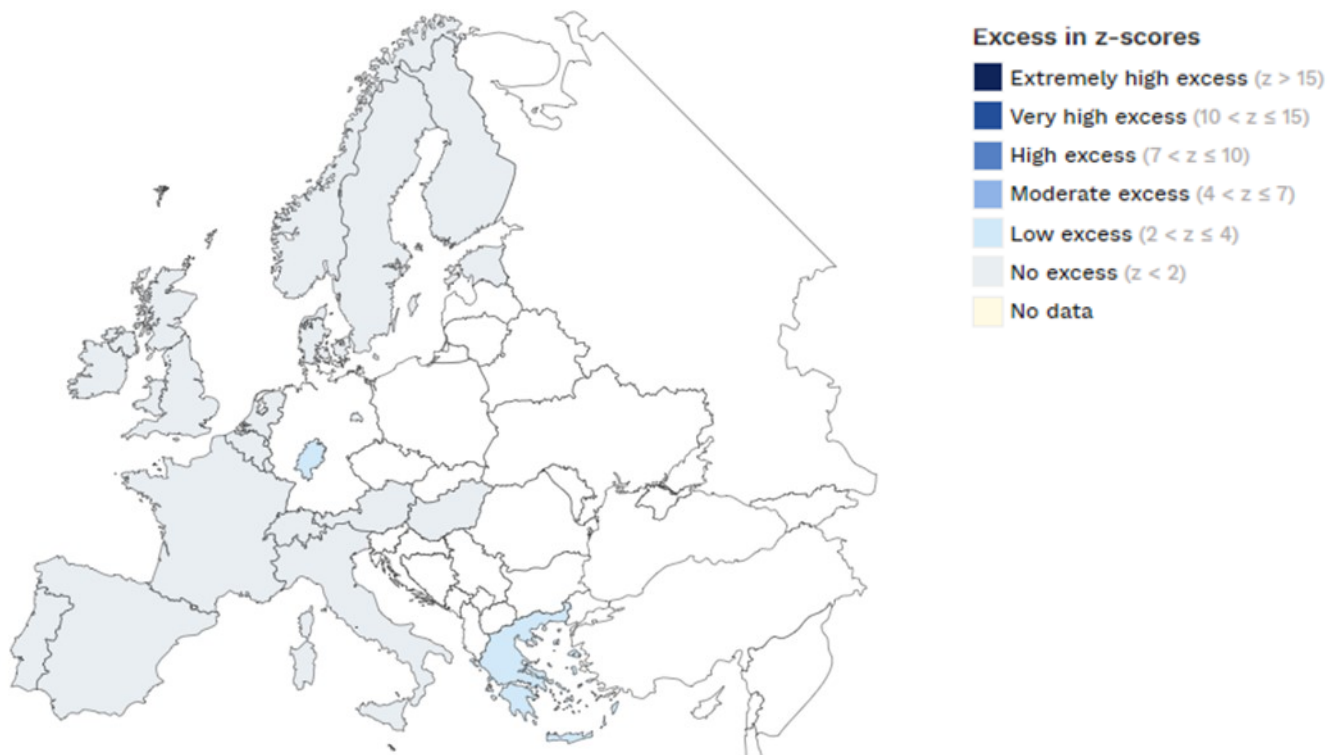 Excess in z-scores
Extremely high excess (z > 15)
Very high excess (10 < z ≤ 15)
High excess (7 < z ≤ 10)
Moderate excess (4 < z ≤ 7)
Low excess (2 < z ≤ 4)
No excess (z < 2)
No data